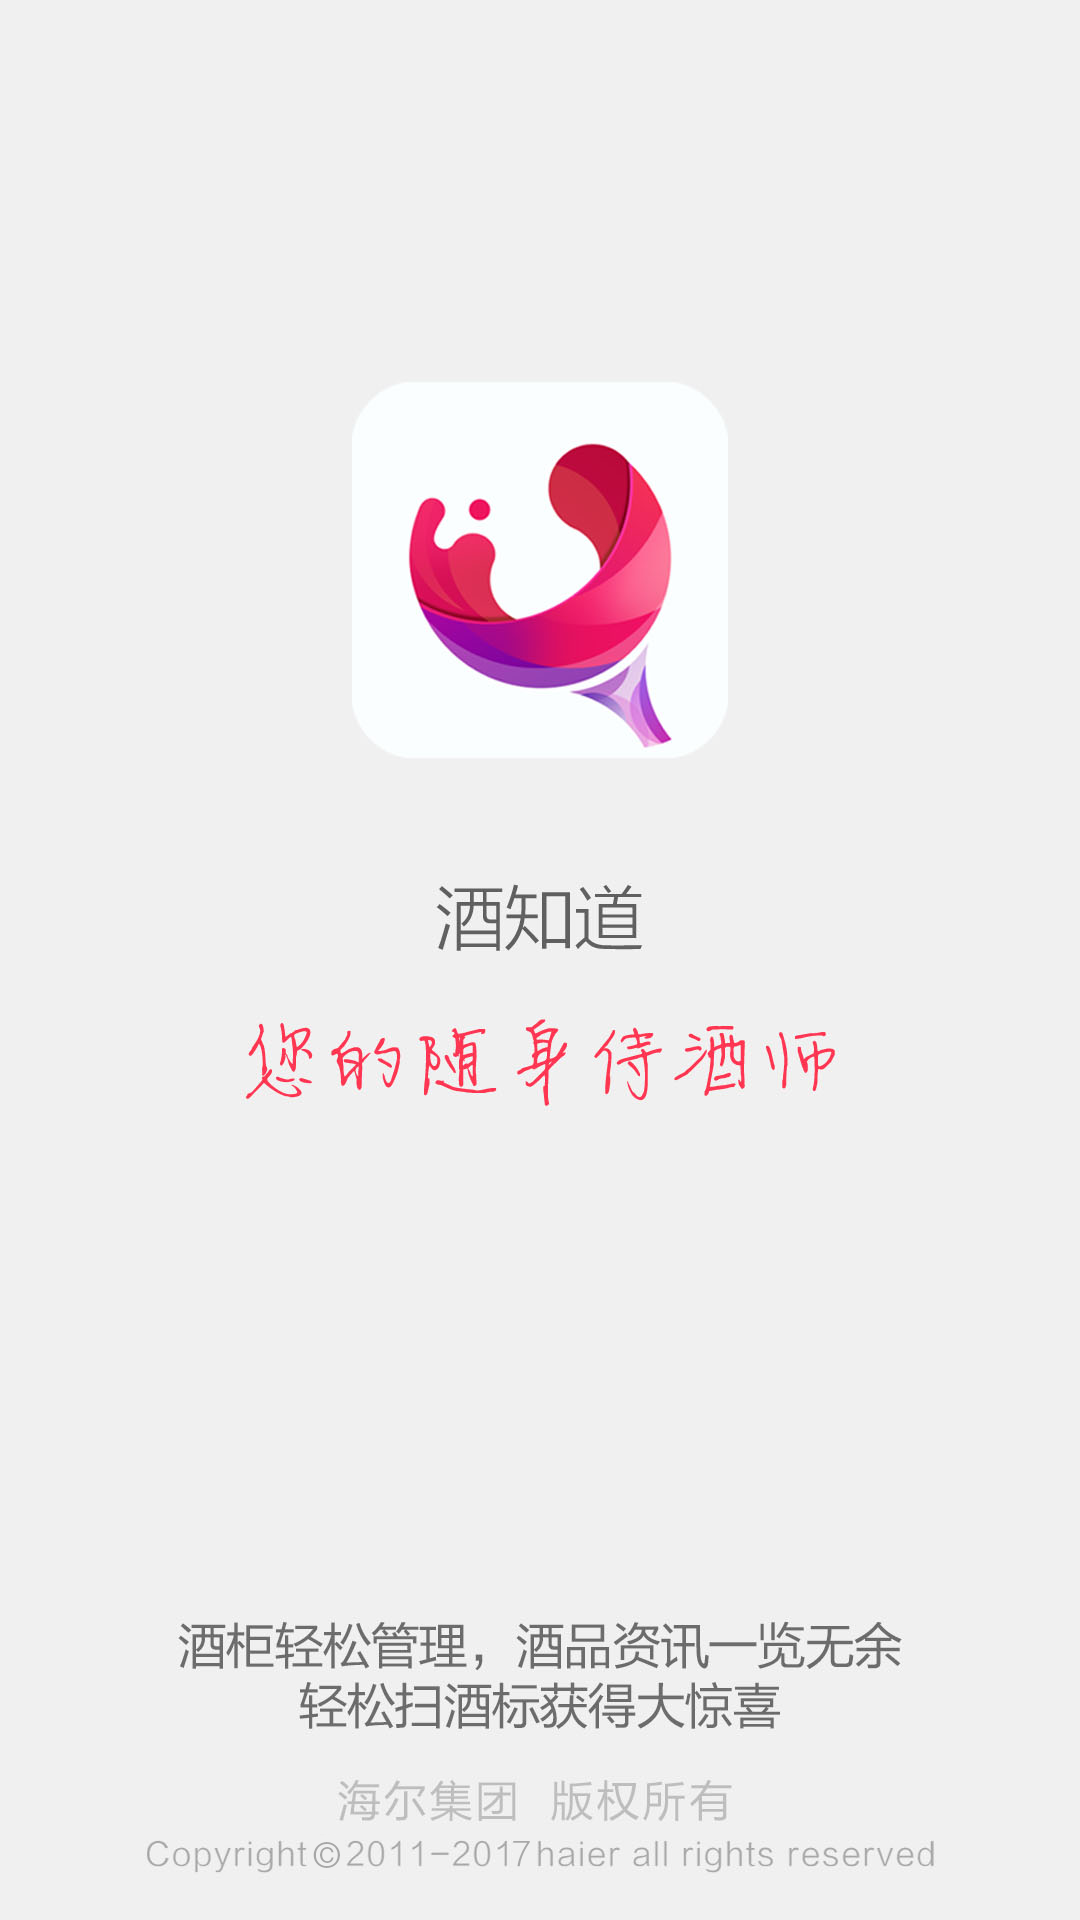 酒知道
您的随身侍酒师
酒柜轻松管理，酒品资讯一览无余
轻松扫酒标获得大惊喜
海尔集团 版权所有
Copyright©2011-2017haier all rights reserved